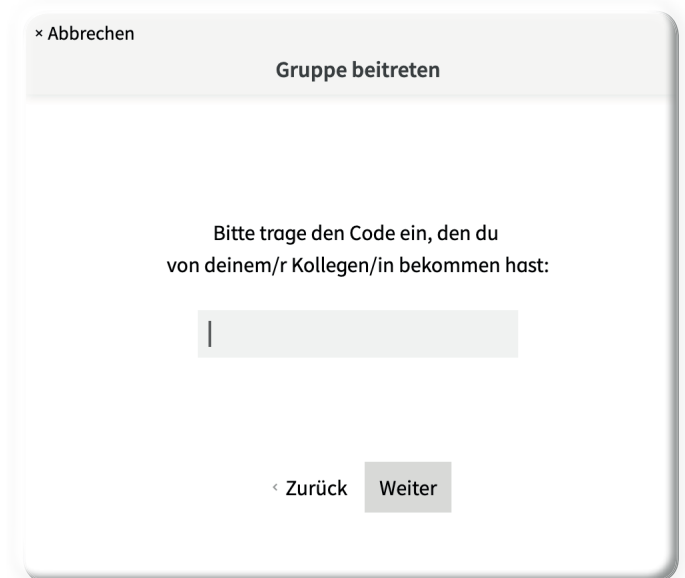 × Abbrechen
Gruppe beitreten
Bitte trage den Code ein, den du
von deinem/r Kollegen/in bekommen hast:
‹ Zurück
Weiter